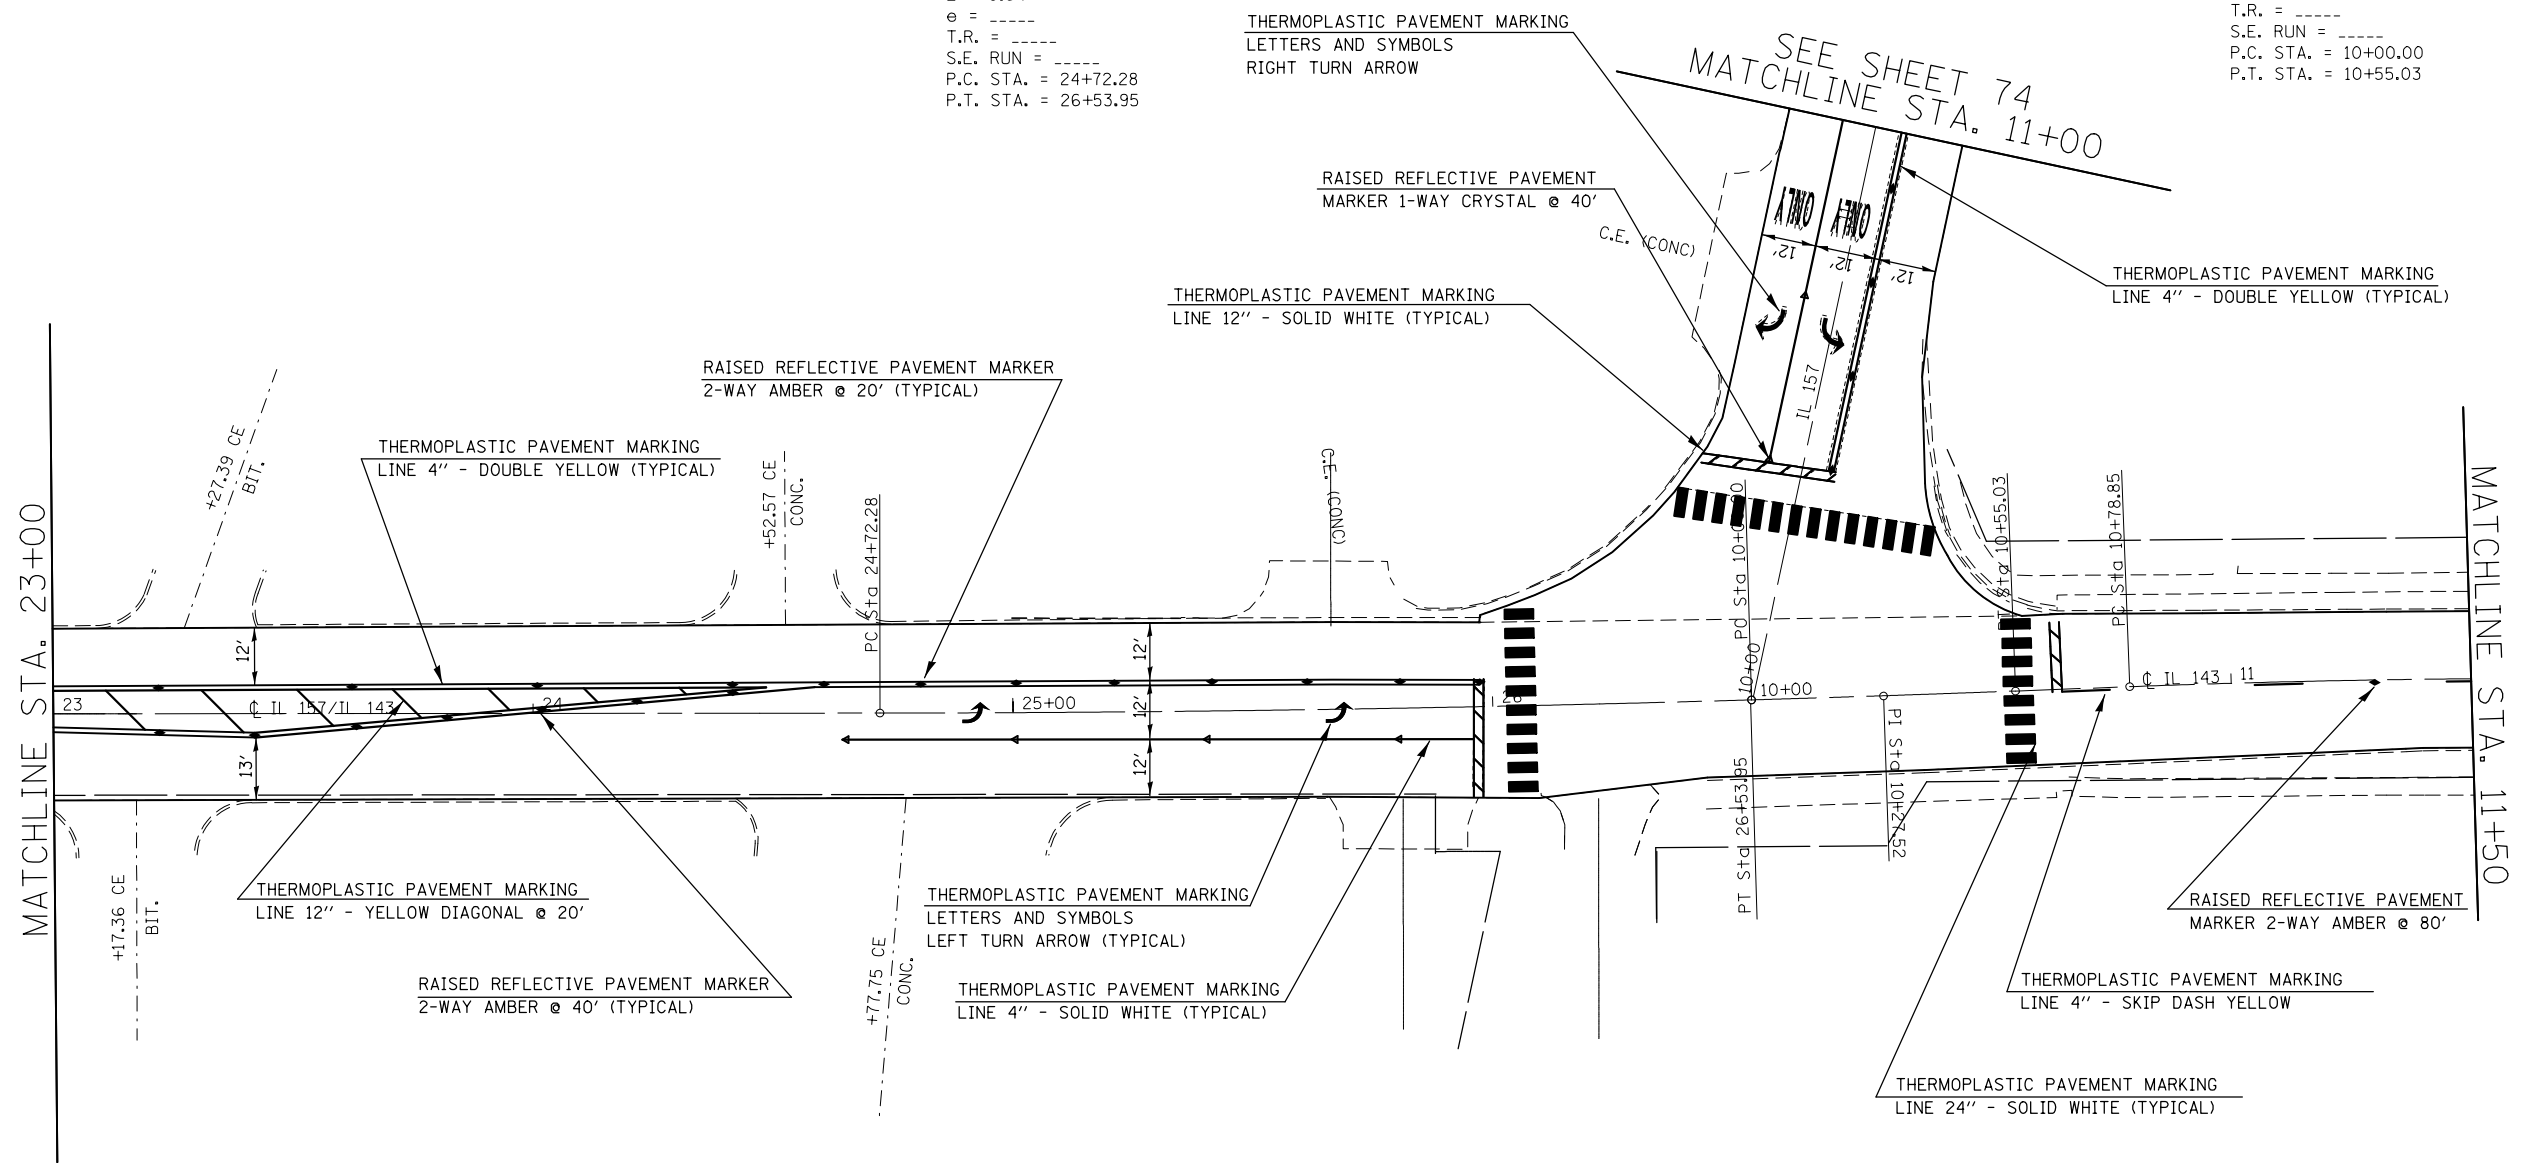 e = -----
T.R. = -----
S.E. RUN = -----
P.C. STA. = 24+72.28
P.T. STA. = 26+53.95
THERMOPLASTIC PAVEMENT MARKING
LETTERS AND SYMBOLS
RIGHT TURN ARROW
SEE SHEET 74
MATCHLINE STA. 11+00
T.R. = -----
S.E. RUN = -----
P.C. STA. = 10+00.00
P.T. STA. = 10+55.03
RAISED REFLECTIVE PAVEMENT
MARKER 1-WAY CRYSTAL @ 40'
C.E. (CONC)
ONLY
ONLY
12'
12'
12'
THERMOPLASTIC PAVEMENT MARKING
LINE 12" - SOLID WHITE (TYPICAL)
THERMOPLASTIC PAVEMENT MARKING
LINE 4" - DOUBLE YELLOW (TYPICAL)
IL 157
RAISED REFLECTIVE PAVEMENT MARKER
2-WAY AMBER @ 20' (TYPICAL)
THERMOPLASTIC PAVEMENT MARKING
LINE 4" - DOUBLE YELLOW (TYPICAL)
+27.39 CE
BIT.
+52.57 CE
CONC.
PC Sta 24+72.28
C.E. (CONC)
PC Sta 10+00.00
Sta 10+55.03
PC Sta 10+78.85
MATCHLINE STA. 23+00
MATCHLINE STA. 11+50
12'
12'
23
℄ IL 157/IL 143
24
25+00
12'
26
10+00
10+00
℄ IL 143
11
13'
12'
PT Sta 26+53.95
PI Sta 10+27.52
+17.36 CE
BIT.
THERMOPLASTIC PAVEMENT MARKING
LINE 12" - YELLOW DIAGONAL @ 20'
THERMOPLASTIC PAVEMENT MARKING
LETTERS AND SYMBOLS
LEFT TURN ARROW (TYPICAL)
RAISED REFLECTIVE PAVEMENT
MARKER 2-WAY AMBER @ 80'
+77.75 CE
CONC.
RAISED REFLECTIVE PAVEMENT MARKER
2-WAY AMBER @ 40' (TYPICAL)
THERMOPLASTIC PAVEMENT MARKING
LINE 4" - SOLID WHITE (TYPICAL)
THERMOPLASTIC PAVEMENT MARKING
LINE 4" - SKIP DASH YELLOW
THERMOPLASTIC PAVEMENT MARKING
LINE 24" - SOLID WHITE (TYPICAL)